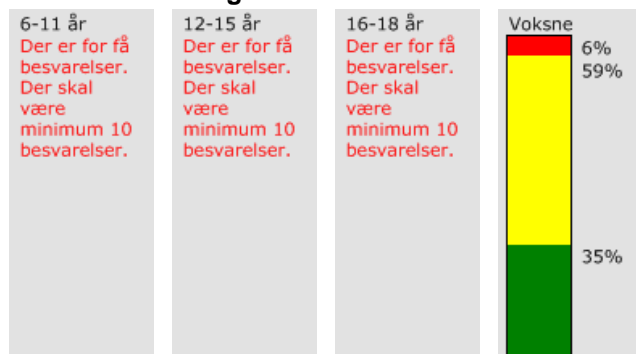 6-11 år
Der er for få
besvarelser.
Der skal
være
minimum 10
besvarelser.
12-15 år
Der er for få
besvarelser.
Der skal
være
minimum 10
besvarelser.
16-18 år
Der er for få
besvarelser.
Der skal
være
minimum 10
besvarelser.
Voksne
6%
59%
35%